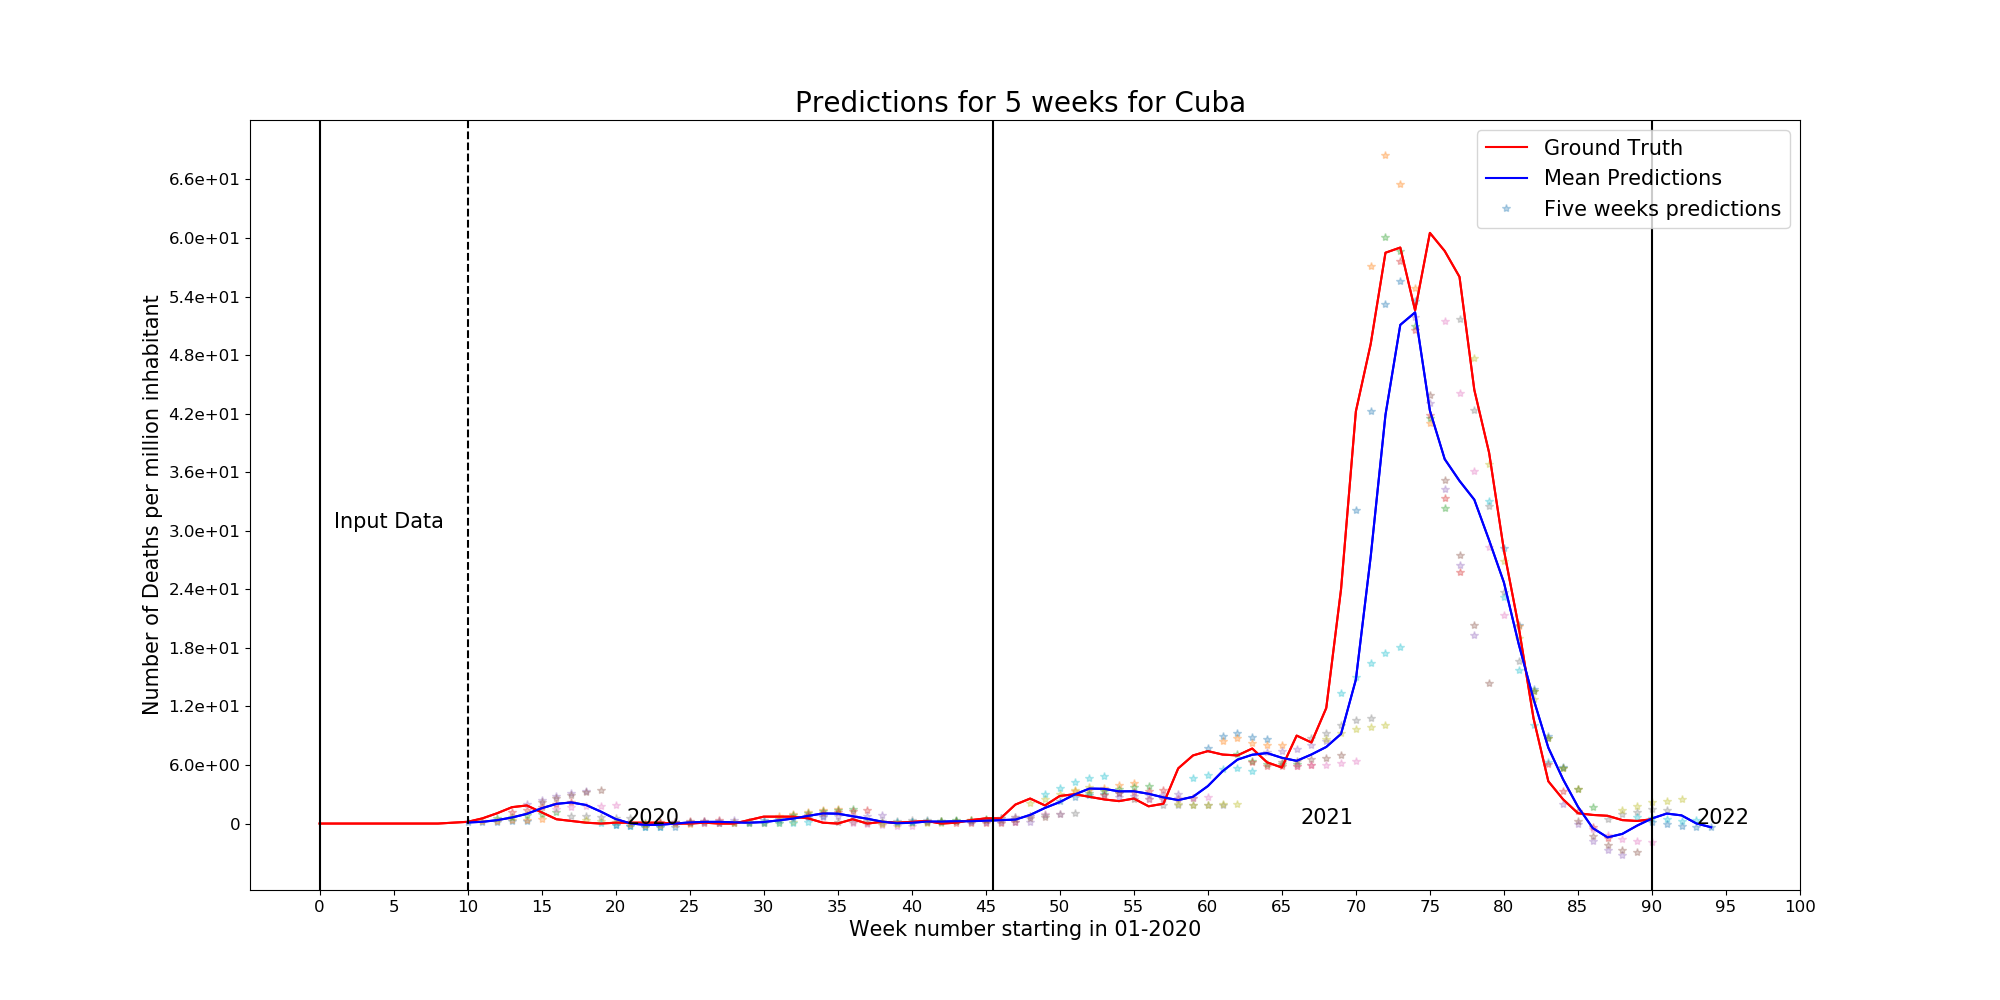 Predictions for 5 weeks for Cuba
Ground Truth
Mean Predictions
Five weeks predictions
6.6e+01
6.0e+01
5.4e+01
4.8e+01
4.2e+01
3.6e+01
3.0e+01
2.4e+01
1.8e+01
1.2e+01
6.0e+00
0
Number of Deaths per million inhabitant
Input Data
2020
2021
2022
0 5 10 15 20 25 30 35 40 45 50 55 60 65 70 75 80 85 90 95 100
Week number starting in 01-2020